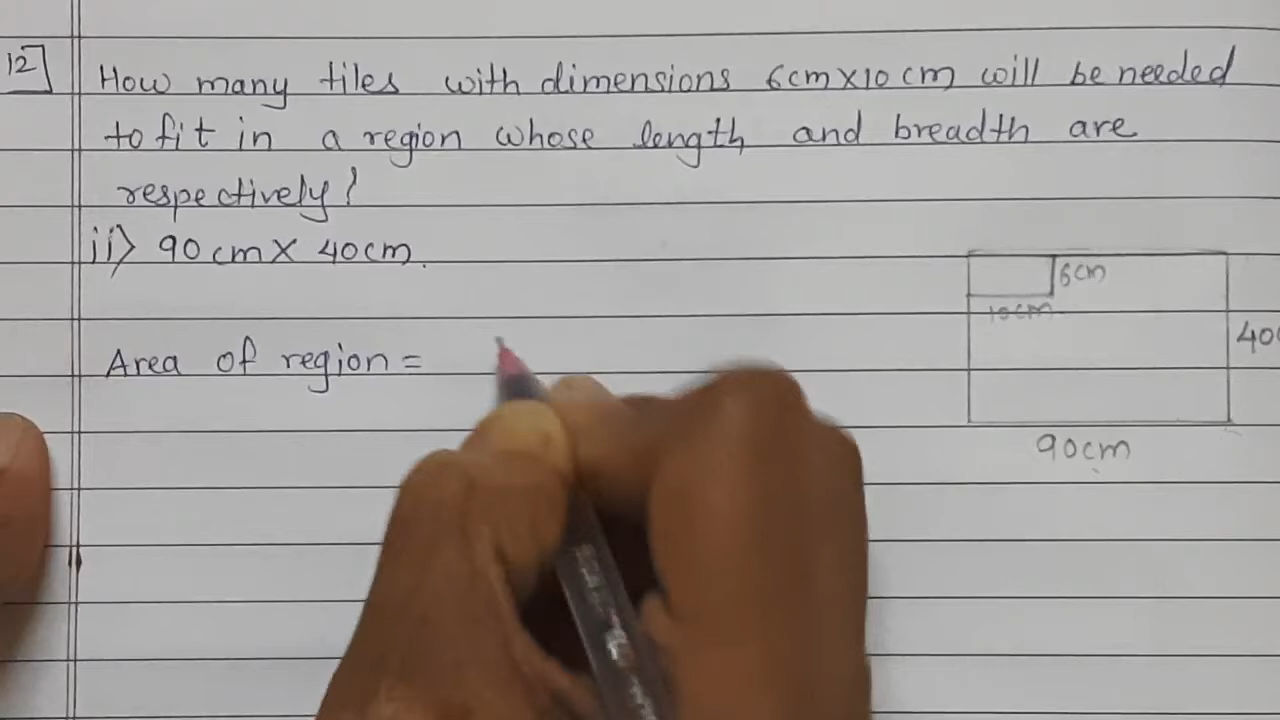 12
How many tiles with dimensions 6cm×10cm will be needed
to fit in a region whose length and breadth are
respectively?
ii) 90cm X 40cm.
6cm
10cm
40
Area of region =
90cm